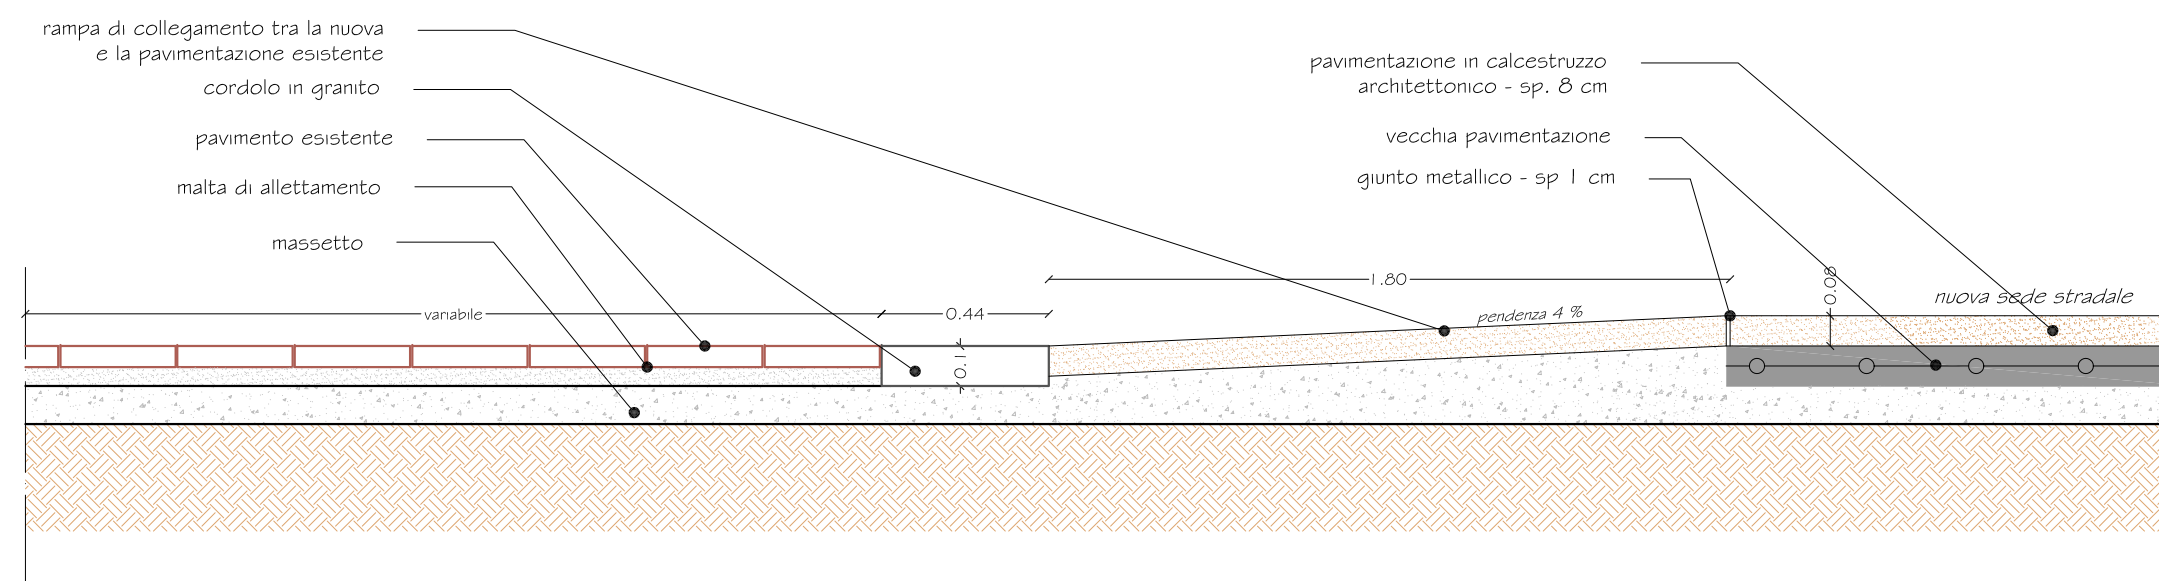 rampa di collegamento tra la nuova
e la pavimentazione esistente
cordolo in granito
pavimento esistente
malta di allettamento
massetto
pavimentazione in calcestruzzo
architettonico - sp. 8 cm
vecchia pavimentazione
giunto metallico - sp 1 cm
1.80
0.08
nuova sede stradale
variabile
0.44
pendenza 4 %
0.1